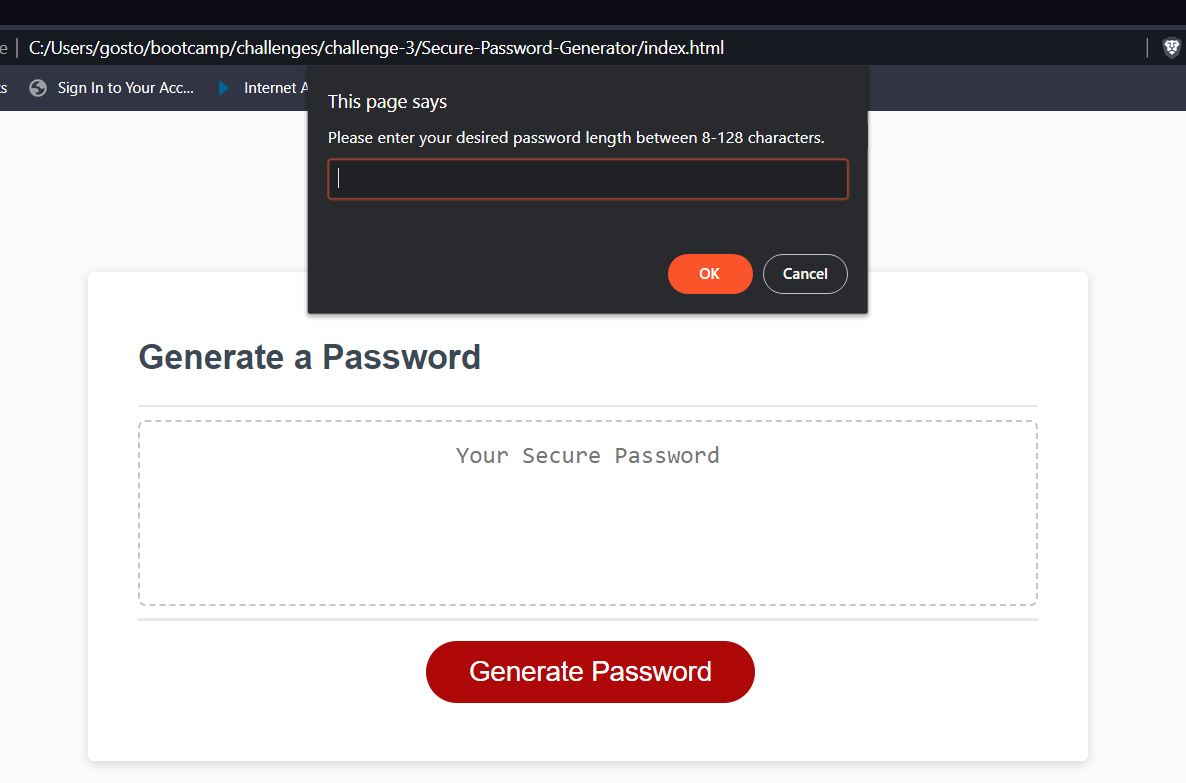 C:/Users/gosto/bootcamp/challenges/challenge-3/Secure-Password-Generator/index.html
Sign In to Your Acc... Internet
This page says
Please enter your desired password length between 8-128 characters.
OK Cancel
Generate a Password
Your Secure Password
Generate Password